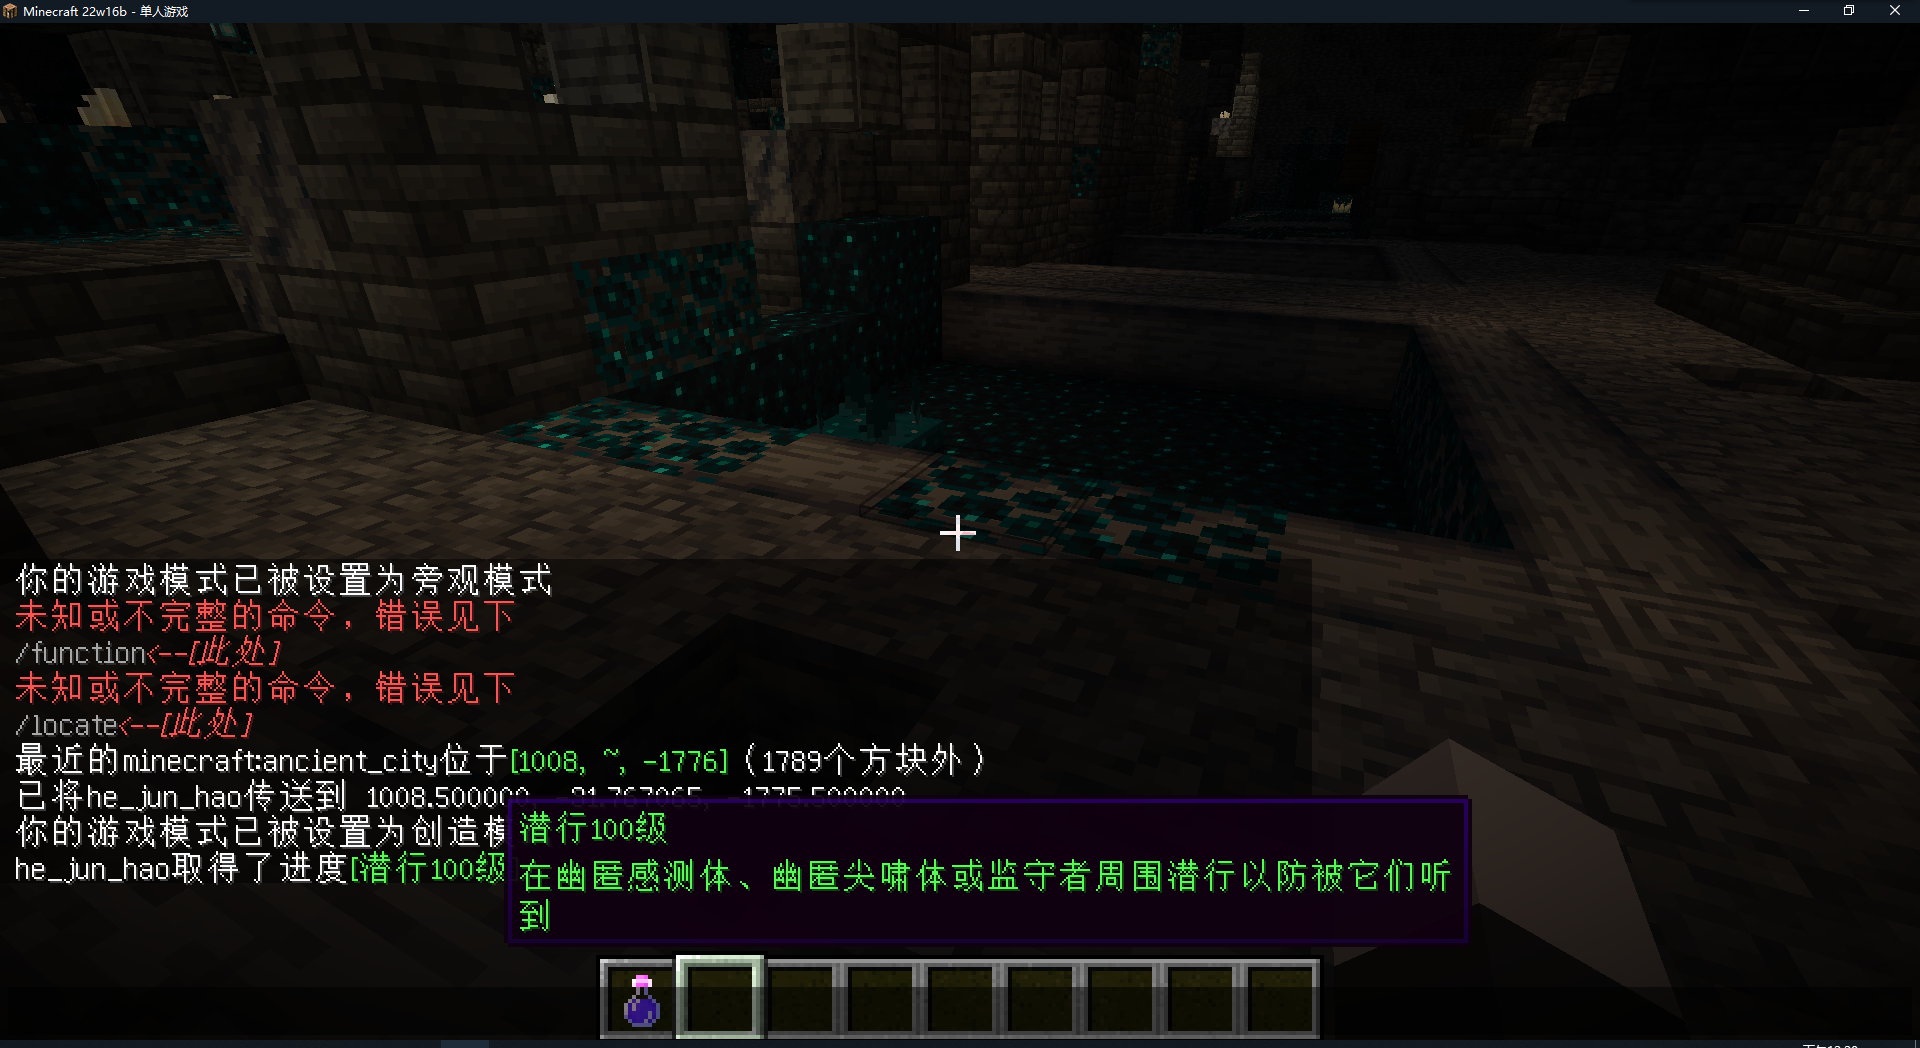 Minecraft 22w16b - 单人游戏
你的游戏模式已被设置为旁观模式
未知或不完整的命令，错误见下
/function<--[此处]
未知或不完整的命令，错误见下
/locate<--[此处]
最近的minecraft:ancient_city位于[1008, ~, -1776]（1789个方块外）
已将he_jun_hao传送到 1008.500000, -31.767065, -1775.500000
你的游戏模式已被设置为创造模
he_jun_hao取得了进度[潜行100级
潜行100级
在幽匿感测体、幽匿尖啸体或监守者周围潜行以防被它们听
到